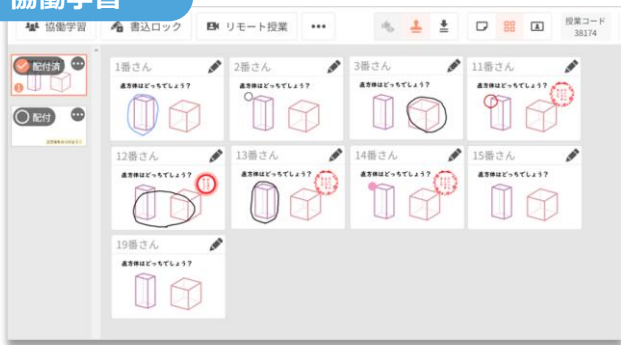 協働学習
協働学習
書込ロック
リモート授業
•••
授業コード
38174
配付済
1
配付
1番さん
直方体はどっちでしょう？
2番さん
直方体はどっちでしょう？
3番さん
直方体はどっちでしょう？
11番さん
直方体はどっちでしょう？
12番さん
直方体はどっちでしょう？
13番さん
直方体はどっちでしょう？
14番さん
直方体はどっちでしょう？
15番さん
直方体はどっちでしょう？
19番さん
直方体はどっちでしょう？